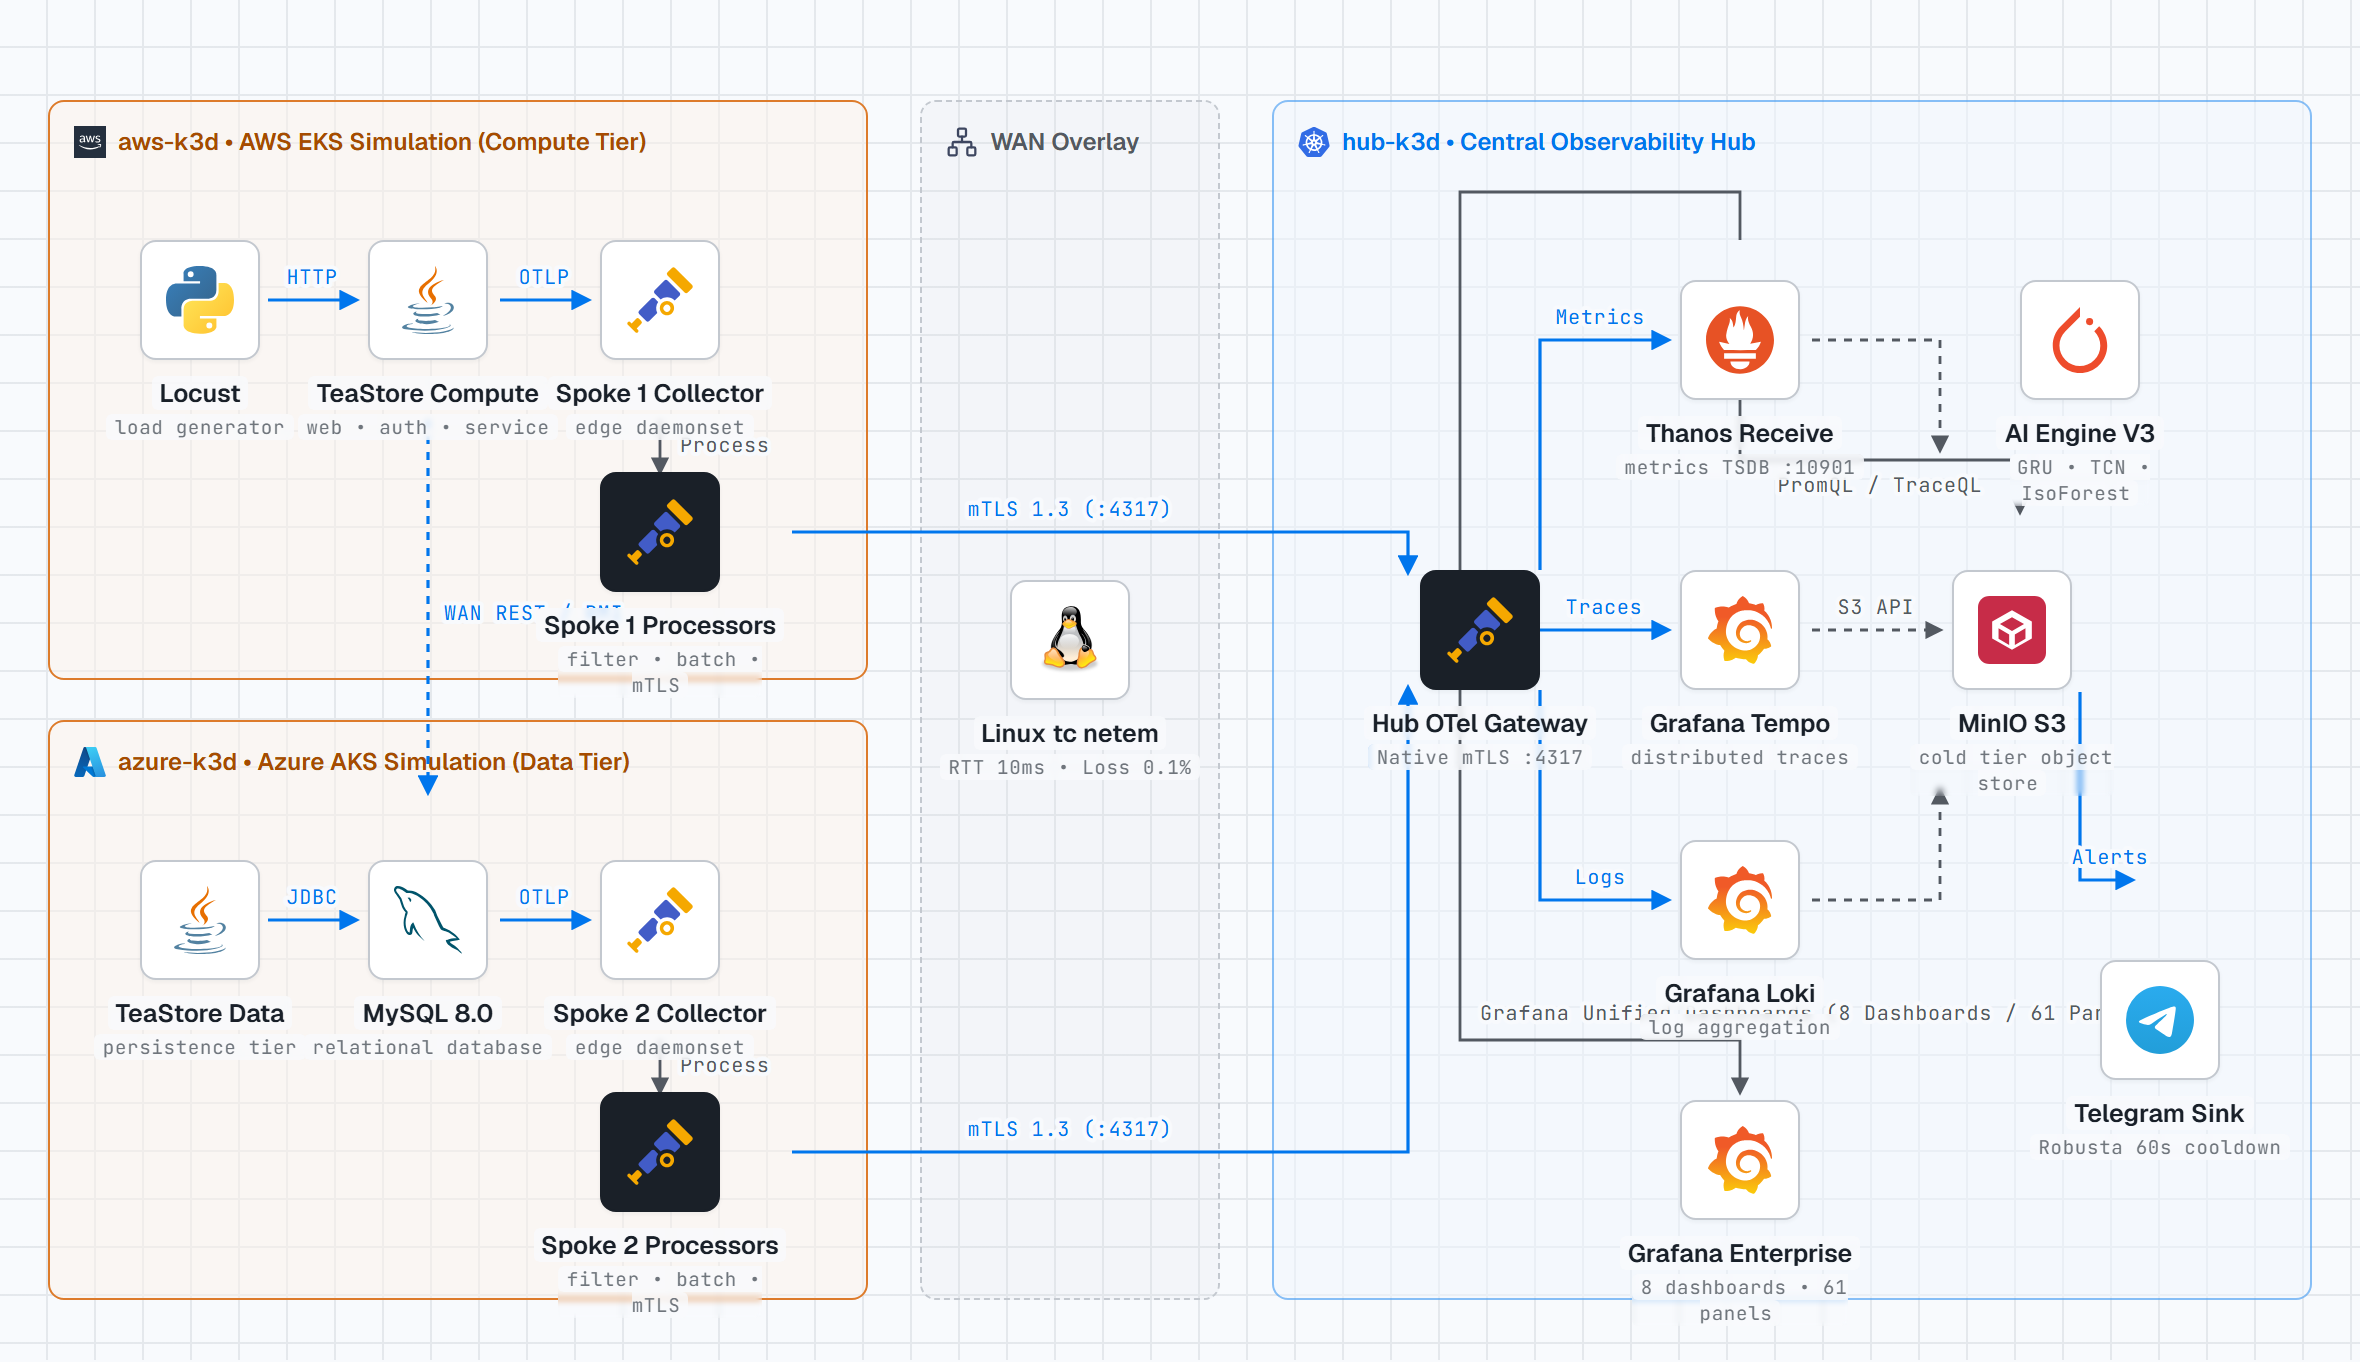 aws
aws-k3d • AWS EKS Simulation (Compute Tier)
HTTP
OTLP
Locust
load generator
TeaStore Compute
web • auth • service
Spoke 1 Collector
edge daemonset
Process
WAN REST /
Spoke 1 Processors
filter • batch •
mTLS
azure-k3d • Azure AKS Simulation (Data Tier)
JDBC
OTLP
TeaStore Data
persistence tier
MySQL 8.0
relational database
Spoke 2 Collector
edge daemonset
Process
Spoke 2 Processors
filter • batch •
mTLS
WAN Overlay
mTLS 1.3 (:4317)
Linux tc netem
RTT 10ms • Loss 0.1%
mTLS 1.3 (:4317)
hub-k3d • Central Observability Hub
Metrics
Thanos Receive
metrics TSDB :10901
PromQL / TraceQL
AI Engine V3
GRU • TCN •
IsoForest
Traces
S3 API
Hub OTel Gateway
Native mTLS :4317
Grafana Tempo
distributed traces
MinIO S3
cold tier object
store
Alerts
Logs
Grafana Loki
log aggregation
Grafana Unified Dashboards (8 Dashboards / 61
Telegram Sink
Robusta 60s cooldown
Grafana Enterprise
8 dashboards • 61
panels